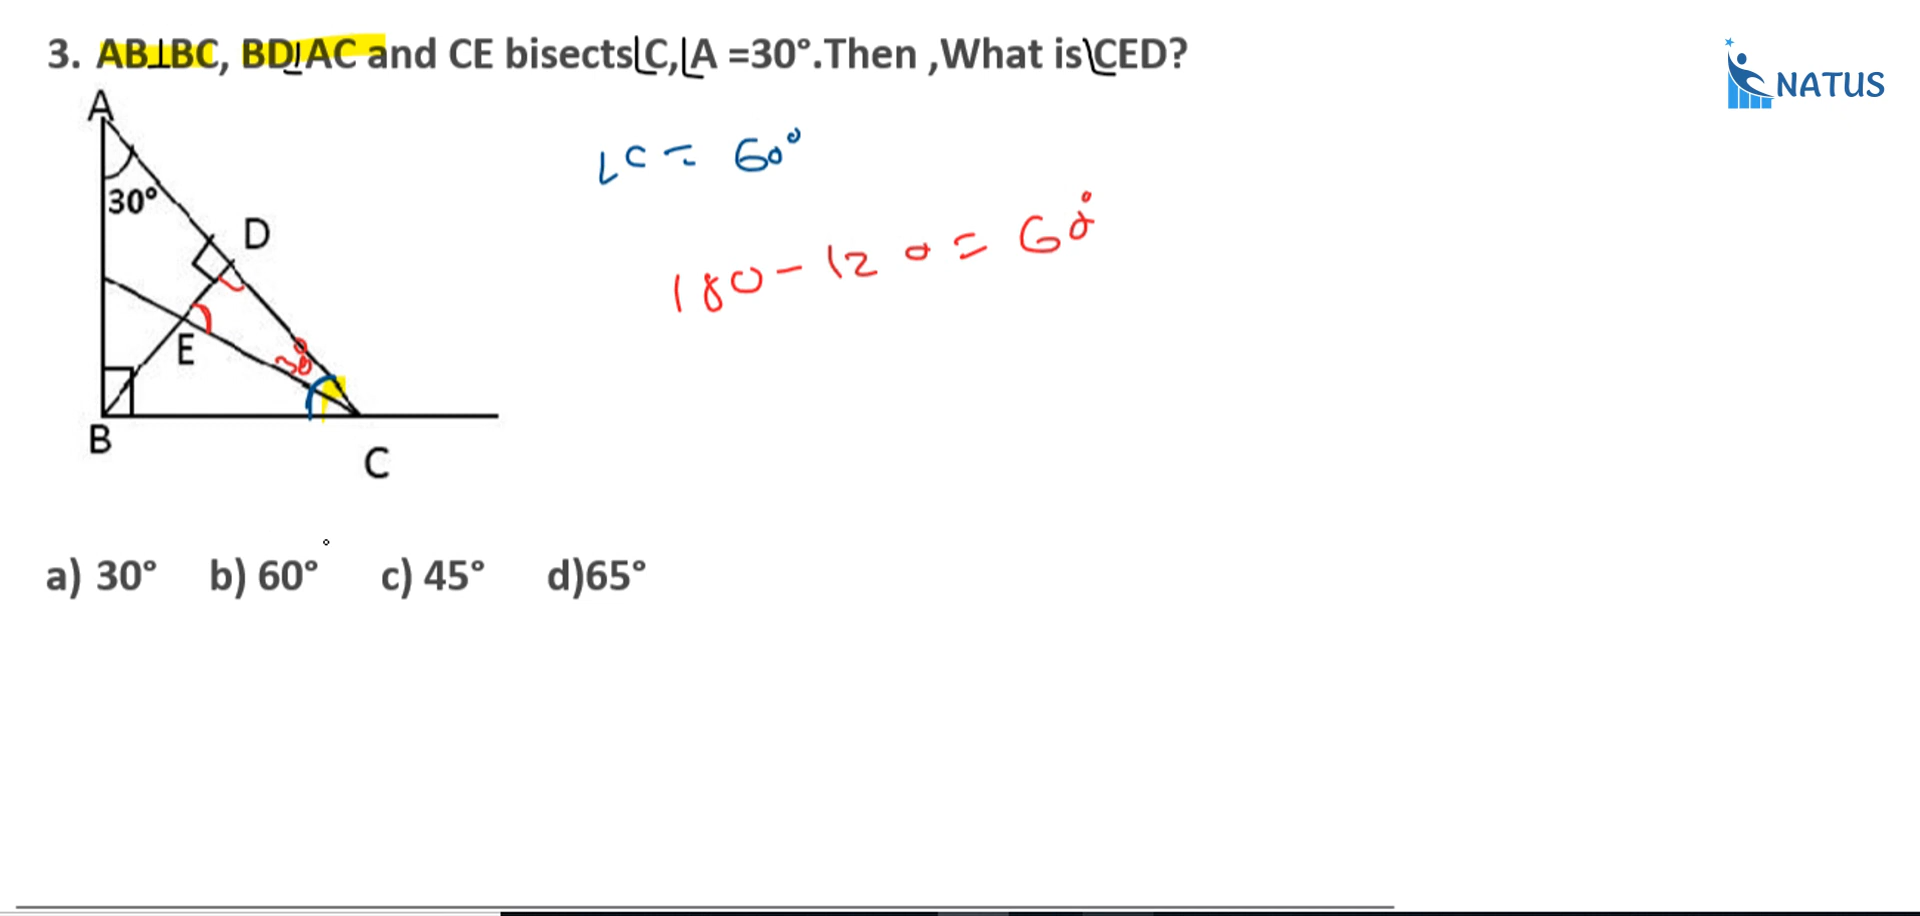 3. AB⊥BC, BD⊥AC and CE bisects∠C,∠A =30°.Then ,What is∠CED?
NATUS
A
∠C = 60°
30°
180-120=60°
D
E
30
B
C
a) 30° b) 60° c) 45° d)65°